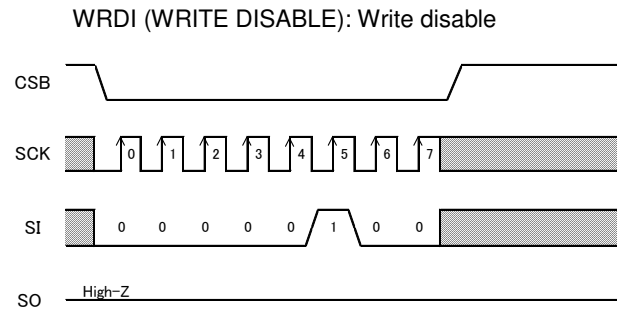 WRDI (WRITE DISABLE): Write disable
CSB
SCK 0 1 2 3 4 5 6 7
SI 0 0 0 0 0 1 0 0
SO High-Z